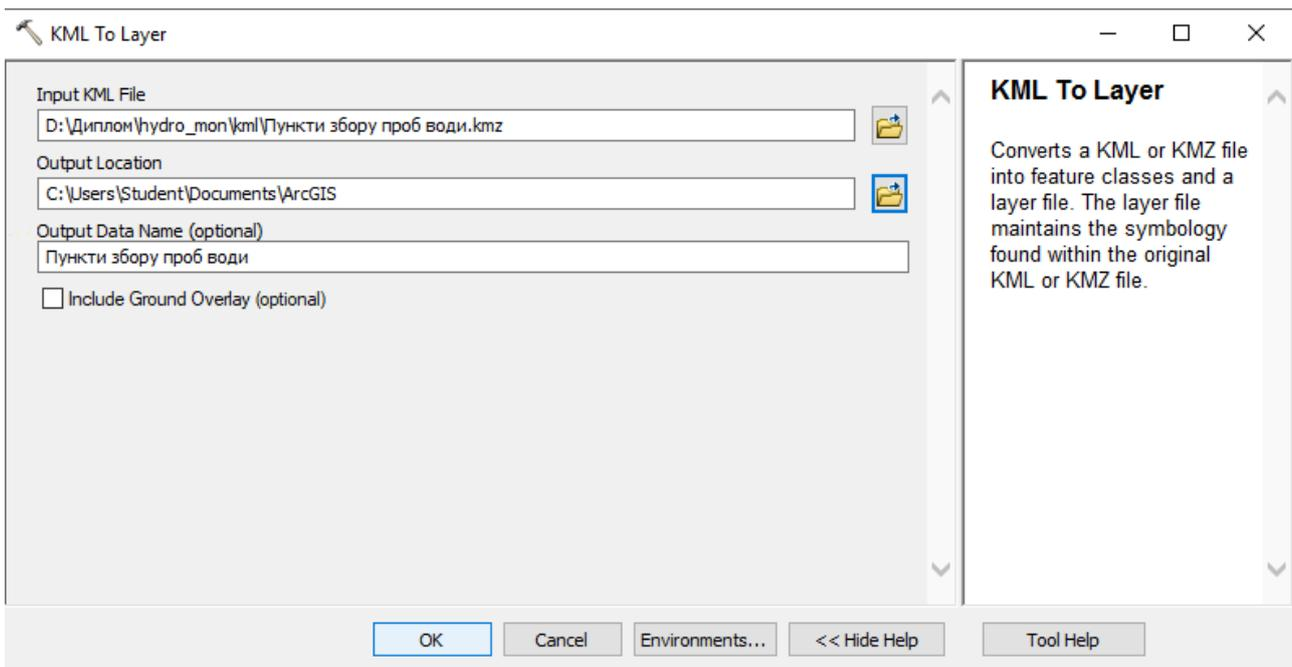 KML To Layer
Input KML File
D:\Диплом\hydro_mon\kml\Пункти збору проб води.kmz
Output Location
C:\Users\Student\Documents\ArcGIS
Output Data Name (optional)
Пункти збору проб води
Include Ground Overlay (optional)
KML To Layer
Converts a KML or KMZ file
into feature classes and a
layer file. The layer file
maintains the symbology
found within the original
KML or KMZ file.
OK
Cancel
Environments...
<< Hide Help
Tool Help